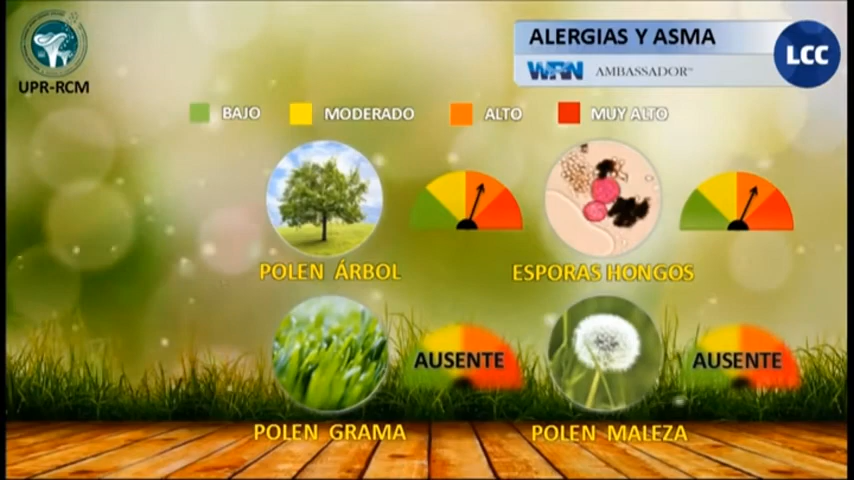 ALERGIAS Y ASMA
LCC
WRN AMBASSADOR™
UPR-RCM
BAJO MODERADO ALTO MUY ALTO
POLEN ÁRBOL
ESPORAS HONGOS
AUSENTE
AUSENTE
POLEN GRAMA
POLEN MALEZA